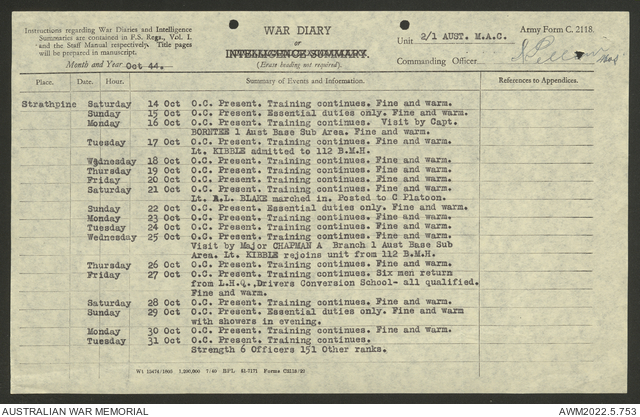 Instructions regarding War Diaries and Intelligence
Summaries are contained in F.S. Regs., Vol. I.
and the Staff Manual respectively. Title pages
will be prepared in manuscript.
Month and Year Oct 44.
WAR DIARY
or
INTELLIGENCE SUMMARY.
(Erase heading not required).
Army Form C. 2118.
Unit 2/1 AUST. M.A.C.
Commanding Officer
Place. Date. Hour. Summary of Events and Information. References to Appendices.
Strathpine Saturday 14 Oct O.C. Present. Training continues. Fine and warm.
Sunday 15 Oct O.C. Present. Essential duties only. Fine and warm.
Monday 16 Oct O.C. Present. Training continues. Visit by Capt.
BORNTEE 1 Aust Base Sub Area. Fine and warm.
Tuesday 17 Oct O.C. Present. Training continues. Fine and warm.
Lt. KIBBLE admitted to 112 B.M.H.
Wednesday 18 Oct O.C. Present. Training continues. Fine and warm.
Thursday 19 Oct O.C. Present. Training continues. Fine and warm.
Friday 20 Oct O.C. Present. Training continues. Fine and warm.
Saturday 21 Oct O.C. Present. Training continues. Fine and warm.
Lt. A.L. BLAKE marched in. Posted to C Platoon.
Sunday 22 Oct O.C. Present. Essential duties only. Fine and warm.
Monday 23 Oct O.C. Present. Training continues. Fine and warm.
Tuesday 24 Oct O.C. Present. Training continues. Fine and warm.
Wednesday 25 Oct O.C. Present. Training continues. Fine and warm.
Visit by Major CHAPMAN A Branch 1 Aust Base Sub
Area. Lt. KIBBLE rejoins unit from 112 B.M.H.
Thursday 26 Oct O.C. Present. Training continues. Fine and warm.
Friday 27 Oct O.C. Present. Training continues. Six men return
from L.H.Q. Drivers Conversion School- all qualified.
Fine and warm.
Saturday 28 Oct O.C. Present. Training continues. Fine and warm.
Sunday 29 Oct O.C. Present. Essential duties only. Fine and warm
with showers in evening.
Monday 30 Oct O.C. Present. Training continues. Fine and warm.
Tuesday 31 Oct O.C. Present. Training continues.
Strength 6 Officers 151 Other ranks.
Forms C2118/22
AUSTRALIAN WAR MEMORIAL
AWM2022.5.753